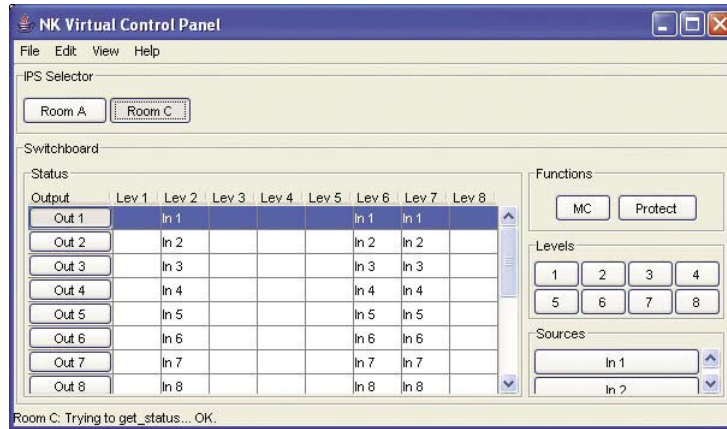 NK Virtual Control Panel
File Edit View Help
IPS Selector
Room A Room C
Switchboard
Status
Output Lev 1 Lev 2 Lev 3 Lev 4 Lev 5 Lev 6 Lev 7 Lev 8
Out 1 In 1 In 1 In 1
Out 2 In 2 In 2 In 2
Out 3 In 3 In 3 In 3
Out 4 In 4 In 4 In 4
Out 5 In 5 In 5 In 5
Out 6 In 6 In 6 In 6
Out 7 In 7 In 7 In 7
Out 8 In 8 In 8 In 8
Functions
MC Protect
Levels
1 2 3 4
5 6 7 8
Sources
In 1
In 2
Room C: Trying to get_status... OK.